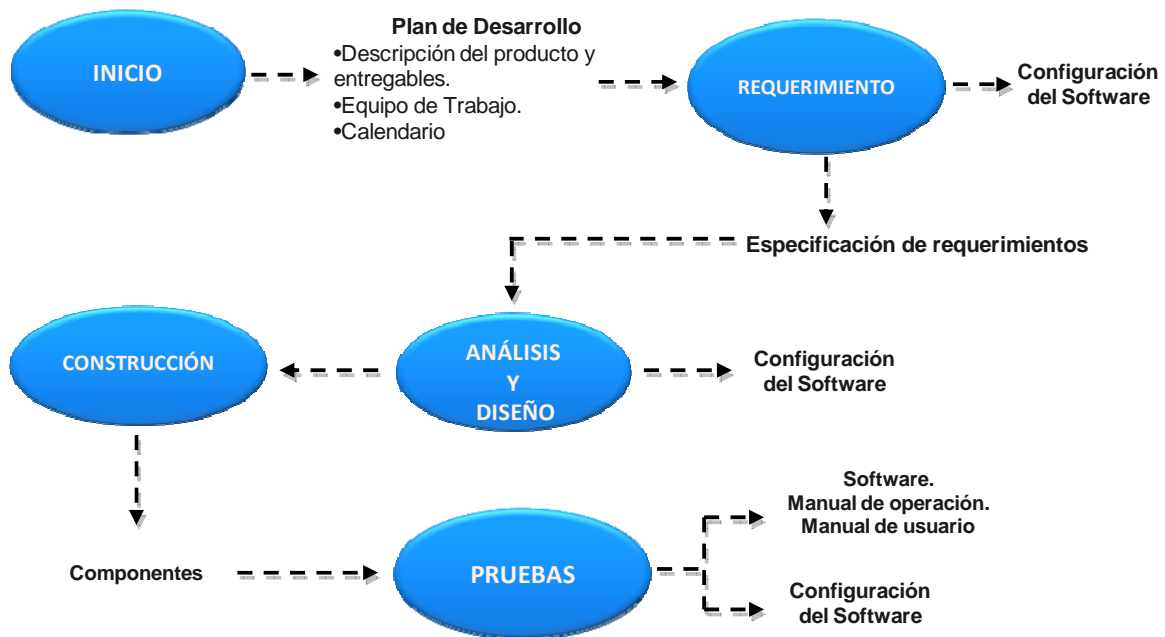 INICIO
Plan de Desarrollo
•Descripción del producto y
entregables.
•Equipo de Trabajo.
•Calendario
REQUERIMIENTO
Configuración
del Software
Especificación de requerimientos
CONSTRUCCIÓN
ANÁLISIS
Y
DISEÑO
Configuración
del Software
Componentes
PRUEBAS
Software.
Manual de operación.
Manual de usuario
Configuración
del Software